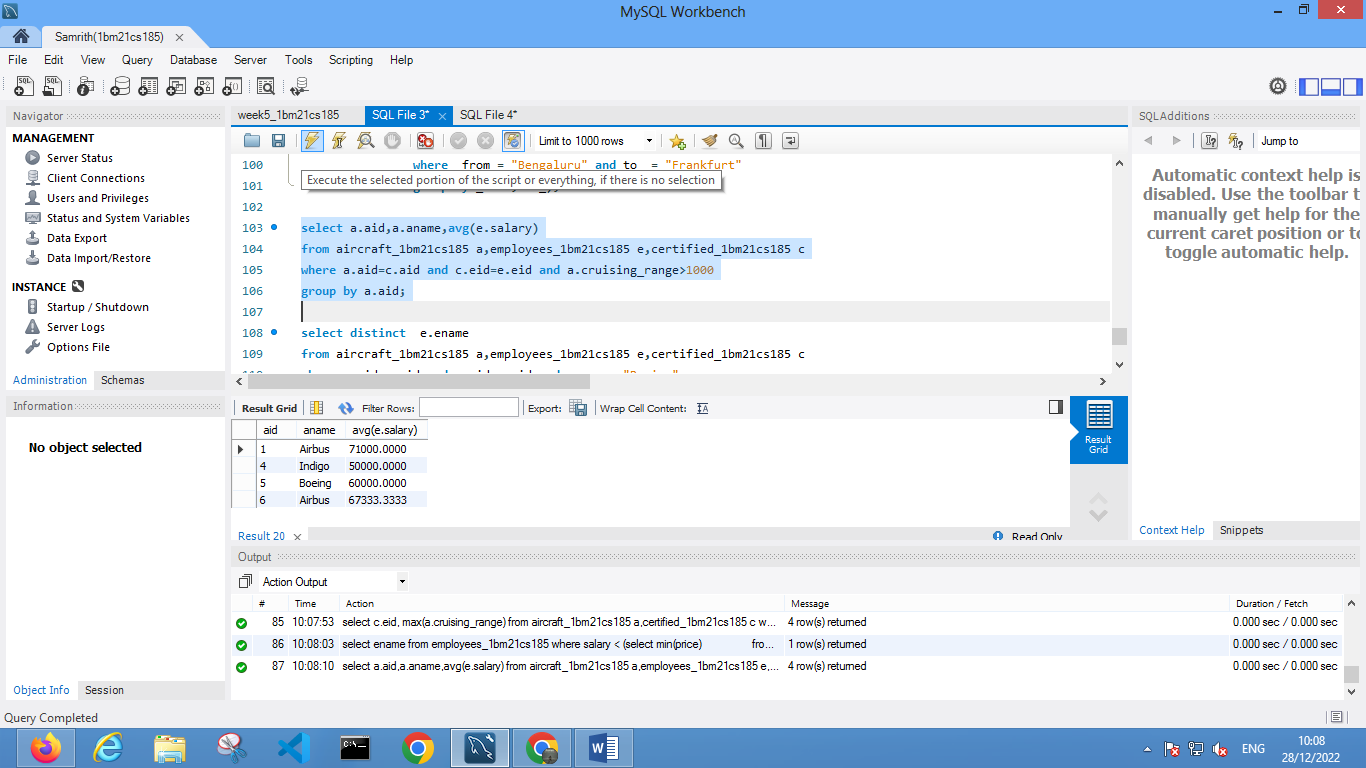 MySQL Workbench
Samrith(1bm21cs185) ×
File Edit View Query Database Server Tools Scripting Help
Navigator
MANAGEMENT
Server Status
Client Connections
Users and Privileges
Status and System Variables
Data Export
Data Import/Restore
INSTANCE
Startup / Shutdown
Server Logs
Options File
Administration Schemas
Information
No object selected
Object Info Session
week5_1bm21cs185 SQL File 3* × SQL File 4*
Limit to 1000 rows
100 where _from = "Bengaluru" and to_ = "Frankfurt"
101
Execute the selected portion of the script or everything, if there is no selection
102
103 select a.aid,a.aname,avg(e.salary)
104 from aircraft_1bm21cs185 a,employees_1bm21cs185 e,certified_1bm21cs185 c
105 where a.aid=c.aid and c.eid=e.eid and a.cruising_range>1000
106 group by a.aid;
107
108 select distinct e.ename
109 from aircraft_1bm21cs185 a,employees_1bm21cs185 e,certified_1bm21cs185 c
Result Grid Filter Rows: Export: Wrap Cell Content:
aid aname avg(e.salary)
1 Airbus 71000.0000
4 Indigo 50000.0000
5 Boeing 60000.0000
6 Airbus 67333.3333
Result Grid
Result 20 × Read Only
Output
Action Output
# Time Action Message Duration / Fetch
85 10:07:53 select c.eid, max(a.cruising_range) from aircraft_1bm21cs185 a,certified_1bm21cs185 c w... 4 row(s) returned 0.000 sec / 0.000 sec
86 10:08:03 select ename from employees_1bm21cs185 where salary < (select min(price) fro... 1 row(s) returned 0.000 sec / 0.000 sec
87 10:08:10 select a.aid,a.aname,avg(e.salary) from aircraft_1bm21cs185 a,employees_1bm21cs185 e,... 4 row(s) returned 0.000 sec / 0.000 sec
SQLAdditions
Jump to
Automatic context help is
disabled. Use the toolbar t
manually get help for the
current caret position or to
toggle automatic help.
Context Help Snippets
Query Completed
ENG
10:08
28/12/2022